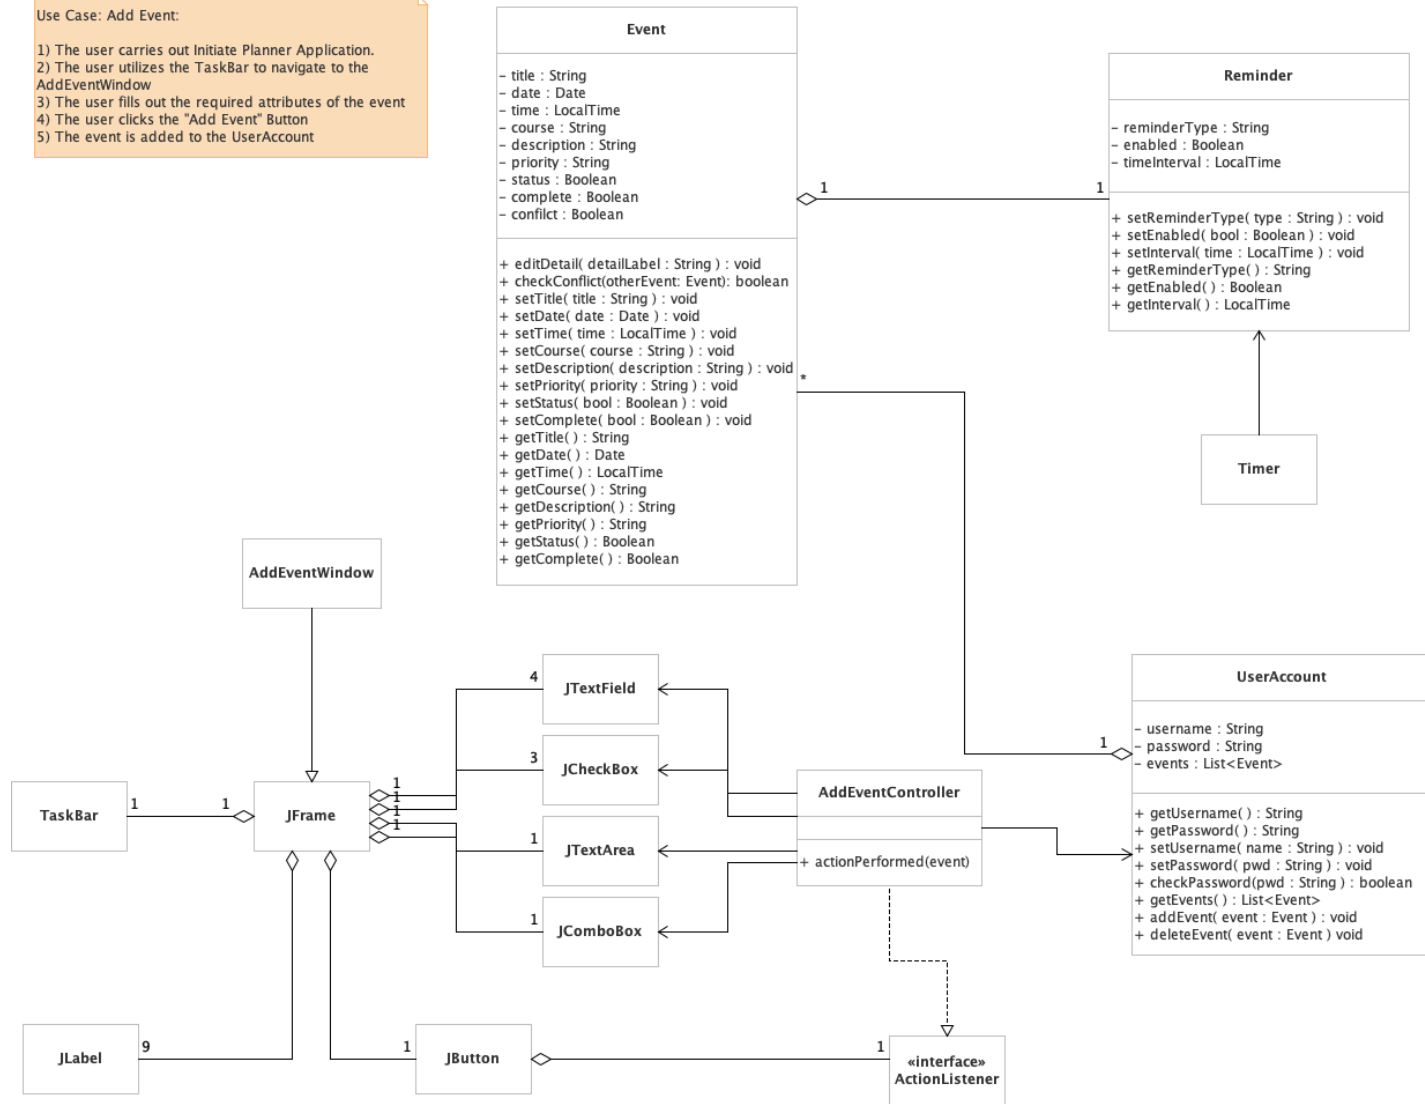 Use Case: Add Event:
1) The user carries out Initiate Planner Application.
2) The user utilizes the TaskBar to navigate to the
AddEventWindow
3) The user fills out the required attributes of the event
4) The user clicks the "Add Event" Button
5) The event is added to the UserAccount
Event
- title : String
- date : Date
- time : LocalTime
- course : String
- description : String
- priority : String
- status : Boolean
- complete : Boolean
- confilct : Boolean
+ editDetail( detailLabel : String ) : void
+ checkConflict(otherEvent: Event): boolean
+ setTitle( title : String ) : void
+ setDate( date : Date ) : void
+ setTime( time : LocalTime ) : void
+ setCourse( course : String ) : void
+ setDescription( description : String ) : void
+ setPriority( priority : String ) : void
+ setStatus( bool : Boolean ) : void
+ setComplete( bool : Boolean ) : void
+ getTitle( ) : String
+ getDate( ) : Date
+ getTime( ) : LocalTime
+ getCourse( ) : String
+ getDescription( ) : String
+ getPriority( ) : String
+ getStatus( ) : Boolean
+ getComplete( ) : Boolean
1
1
*
Reminder
- reminderType : String
- enabled : Boolean
- timeInterval : LocalTime
+ setReminderType( type : String ) : void
+ setEnabled( bool : Boolean ) : void
+ setInterval( time : LocalTime ) : void
+ getReminderType( ) : String
+ getEnabled( ) : Boolean
+ getInterval( ) : LocalTime
Timer
AddEventWindow
TaskBar
1
1
JFrame
1
1
1
1
4
JTextField
3
JCheckBox
1
JTextArea
1
JComboBox
AddEventController
+ actionPerformed(event)
1
UserAccount
- username : String
- password : String
- events : List<Event>
+ getUsername( ) : String
+ getPassword( ) : String
+ setUsername( name : String ) : void
+ setPassword( pwd : String ) : void
+ checkPassword(pwd : String ) : boolean
+ getEvents( ) : List<Event>
+ addEvent( event : Event ) : void
+ deleteEvent( event : Event ) void
JLabel
9
1
JButton
1
«interface»
ActionListener